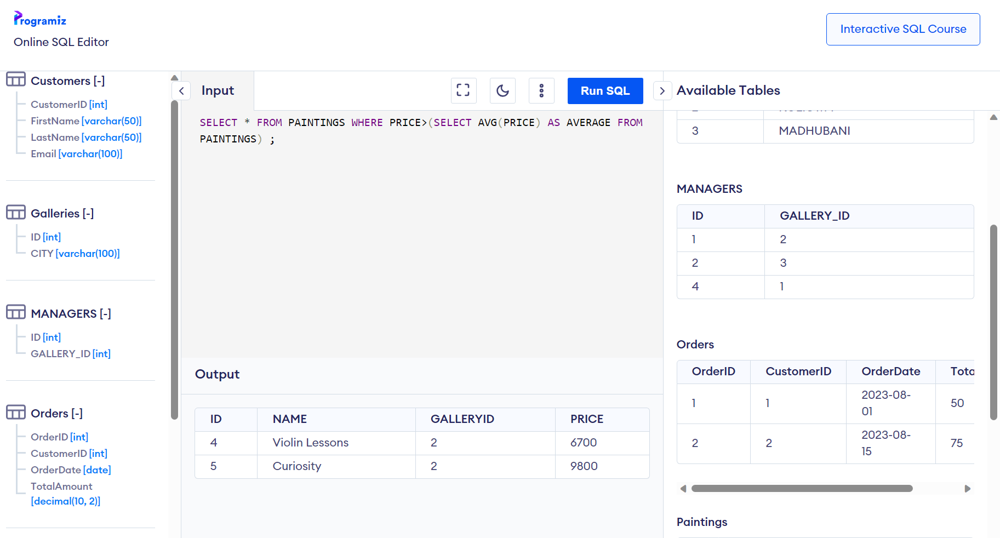 Programiz
Online SQL Editor
Interactive SQL Course
Customers [-]
CustomerID [int]
FirstName [varchar(50)]
LastName [varchar(50)]
Email [varchar(100)]
Galleries [-]
ID [int]
CITY [varchar(100)]
MANAGERS [-]
ID [int]
GALLERY_ID [int]
Orders [-]
OrderID [int]
CustomerID [int]
OrderDate [date]
TotalAmount
[decimal(10, 2)]
Input
Run SQL
SELECT * FROM PAINTINGS WHERE PRICE>(SELECT AVG(PRICE) AS AVERAGE FROM
PAINTINGS) ;
Output
ID NAME GALLERYID PRICE
4 Violin Lessons 2 6700
5 Curiosity 2 9800
Available Tables
3 MADHUBANI
MANAGERS
ID GALLERY_ID
1 2
2 3
4 1
Orders
OrderID CustomerID OrderDate Tota
1 1 2023-08-
01 50
2 2 2023-08-
15 75
Paintings